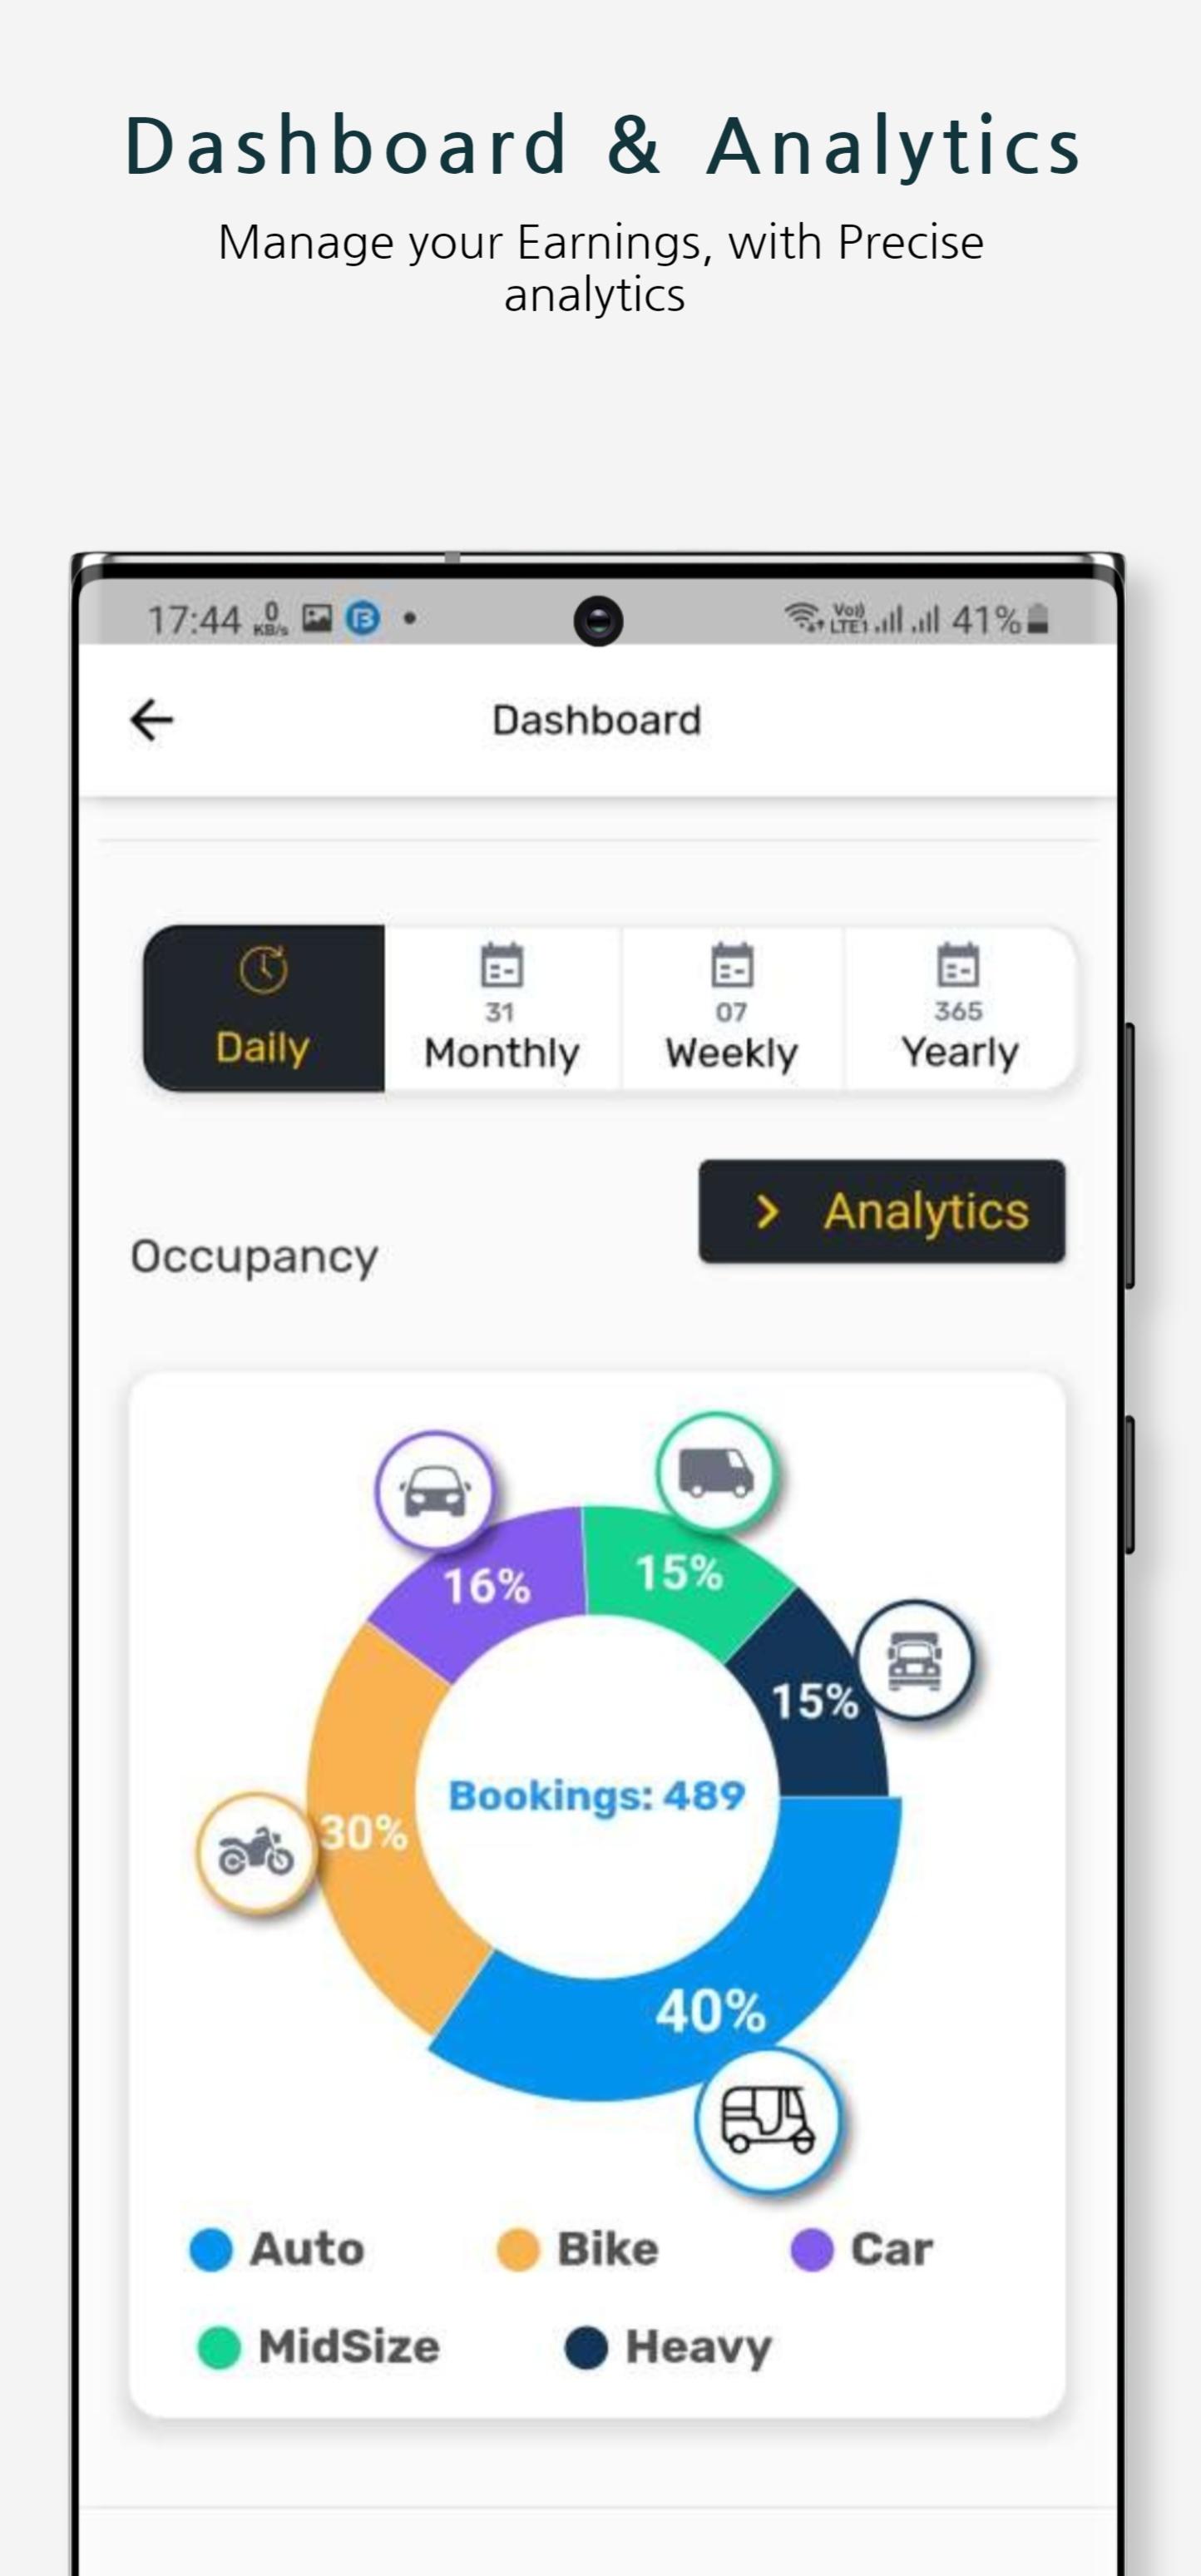 Dashboard & Analytics
Manage your Earnings, with Precise
analytics
17:44 0 KB/s Vo)) LTE1 41%
Dashboard
Daily
31
Monthly
07
Weekly
365
Yearly
Analytics
Occupancy
16%
15%
15%
Bookings: 489
30%
40%
Auto Bike Car
MidSize Heavy